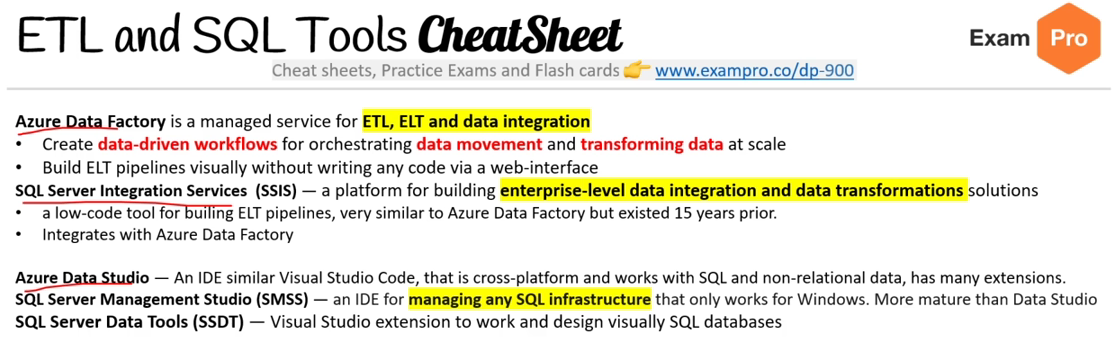 ETL and SQL Tools CheatSheet
Exam Pro
Cheat sheets, Practice Exams and Flash cards 👉 www.exampro.co/dp-900
Azure Data Factory is a managed service for ETL, ELT and data integration
• Create data-driven workflows for orchestrating data movement and transforming data at scale
• Build ELT pipelines visually without writing any code via a web-interface
SQL Server Integration Services (SSIS) — a platform for building enterprise-level data integration and data transformations solutions
• a low-code tool for builing ELT pipelines, very similar to Azure Data Factory but existed 15 years prior.
• Integrates with Azure Data Factory
Azure Data Studio — An IDE similar Visual Studio Code, that is cross-platform and works with SQL and non-relational data, has many extensions.
SQL Server Management Studio (SMSS) — an IDE for managing any SQL infrastructure that only works for Windows. More mature than Data Studio
SQL Server Data Tools (SSDT) — Visual Studio extension to work and design visually SQL databases